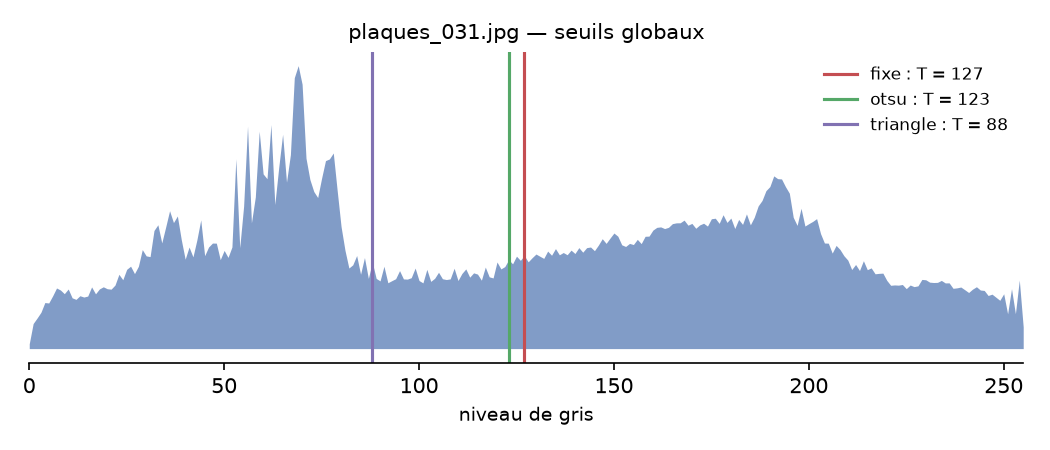 plaques_031.jpg — seuils globaux
fixe : T = 127
otsu : T = 123
triangle : T = 88
0 50 100 150 200 250
niveau de gris